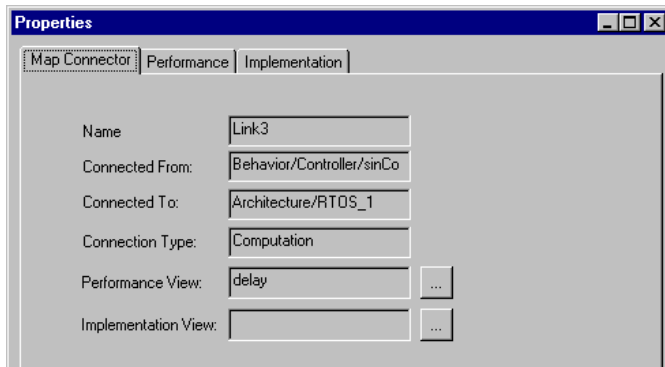 Properties
Map Connector Performance Implementation
Name Link3
Connected From: Behavior/Controller/sinCo
Connected To: Architecture/RTOS_1
Connection Type: Computation
Performance View: delay ...
Implementation View: ...